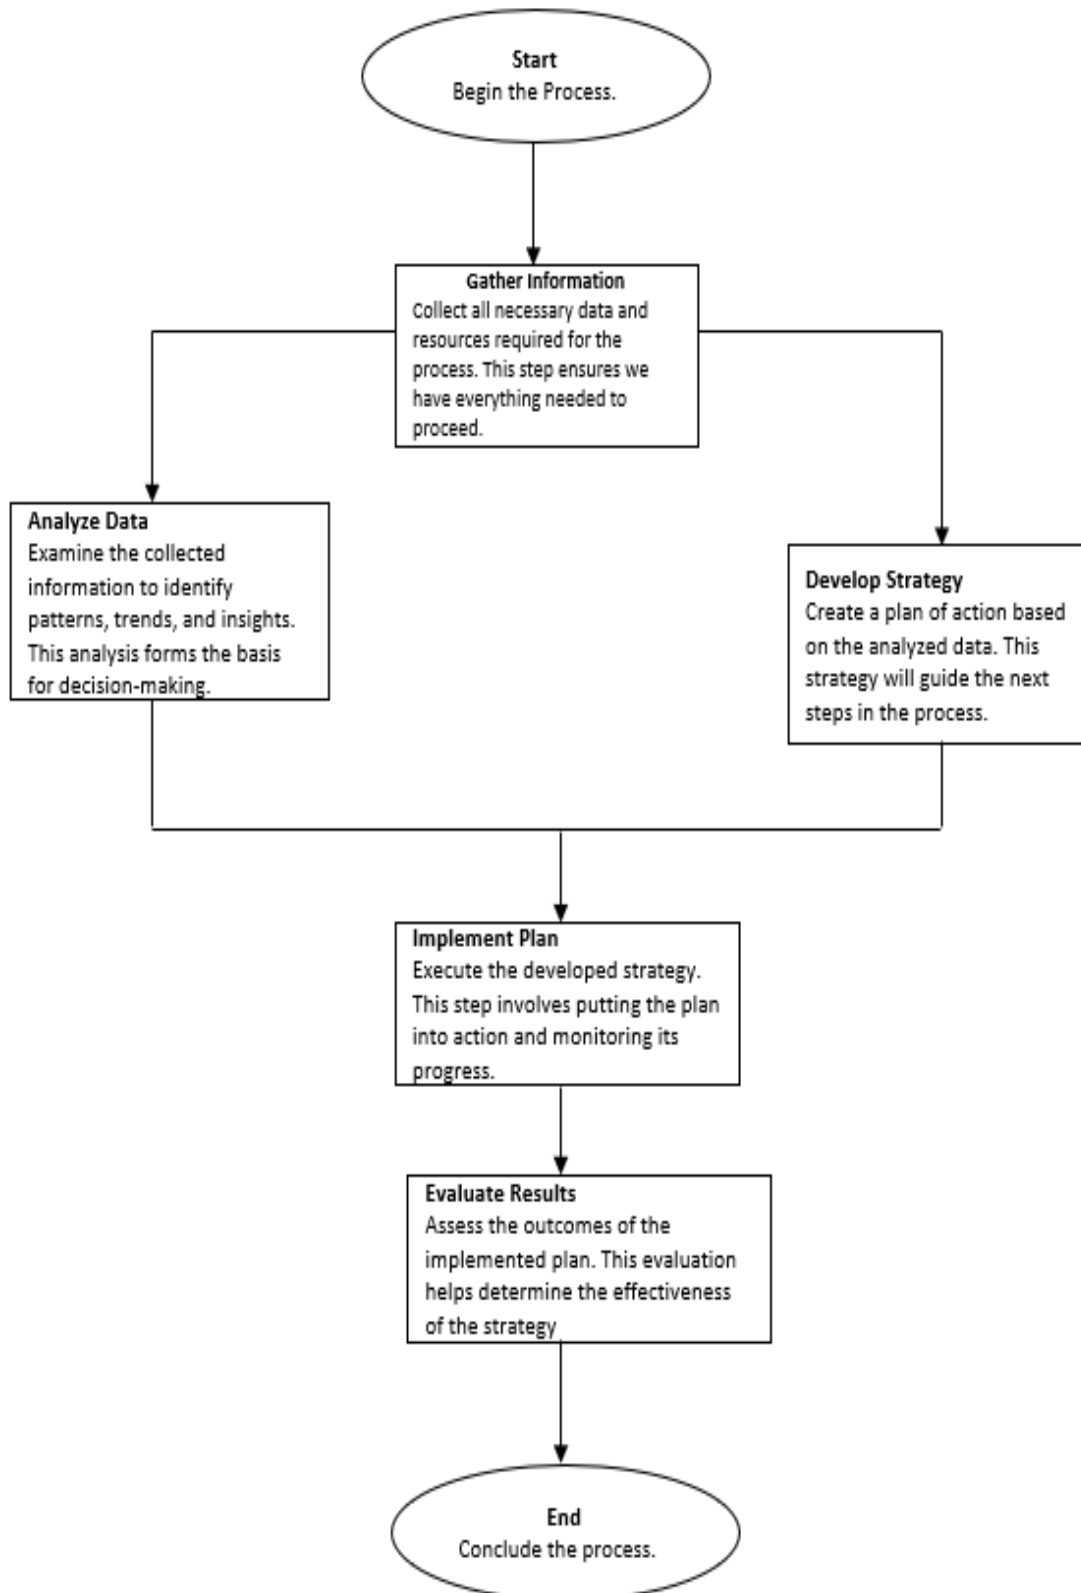 Start
Begin the Process.
Gather Information
Collect all necessary data and
resources required for the
process. This step ensures we
have everything needed to
proceed.
Analyze Data
Examine the collected
information to identify
patterns, trends, and insights.
This analysis forms the basis
for decision-making.
Develop Strategy
Create a plan of action based
on the analyzed data. This
strategy will guide the next
steps in the process.
Implement Plan
Execute the developed strategy.
This step involves putting the plan
into action and monitoring its
progress.
Evaluate Results
Assess the outcomes of the
implemented plan. This evaluation
helps determine the effectiveness
of the strategy
End
Conclude the process.